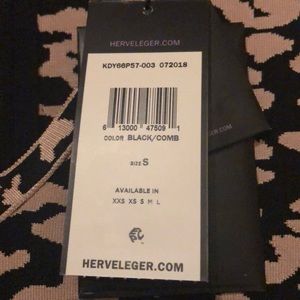 HERVELEGER.COM
KDY66P57-003 072018
6 13000 47509 1
COLOR BLACK/COMB
SIZE S
AVAILABLE IN
XXS XS S M L
HERVELEGER.COM